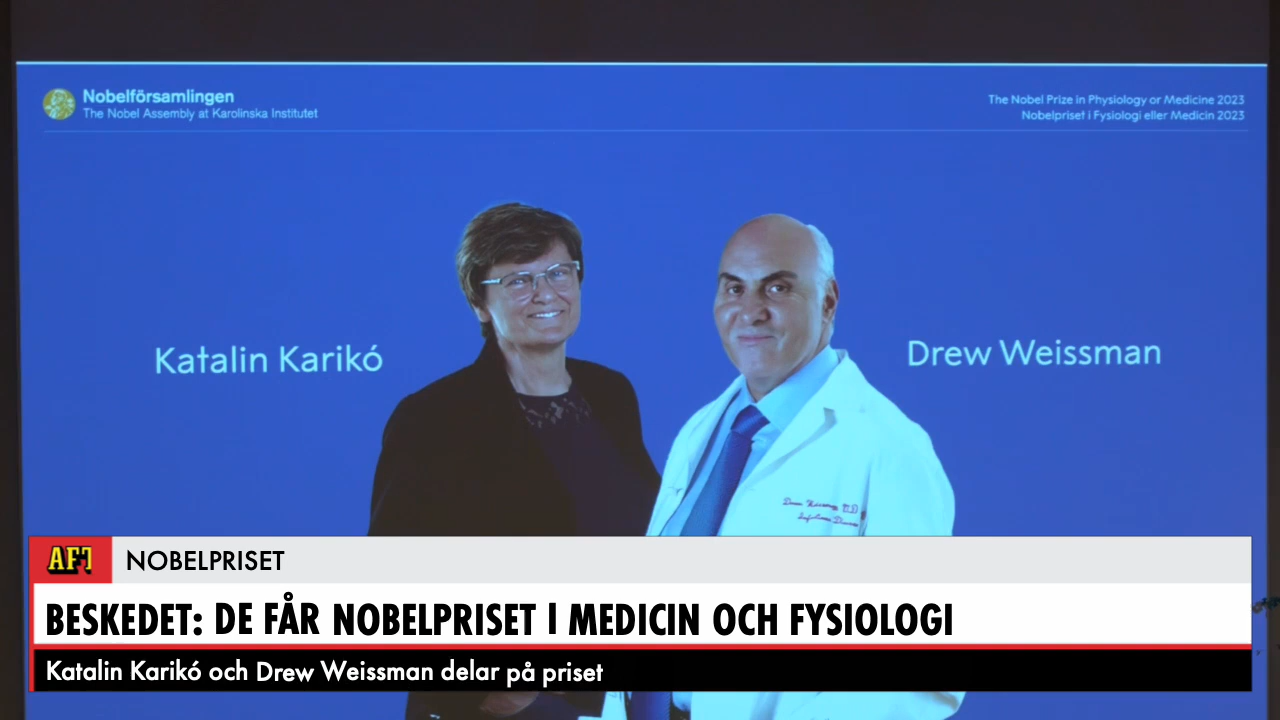 Nobelförsamlingen
The Nobel Assembly at Karolinska Institutet
The Nobel Prize in Physiology or Medicine 2023
Nobelpriset i Fysiologi eller Medicin 2023
Katalin Karikó
Drew Weissman
AFT
NOBELPRISET
BESKEDET: DE FÅR NOBELPRISET I MEDICIN OCH FYSIOLOGI
Katalin Karikó och Drew Weissman delar på priset